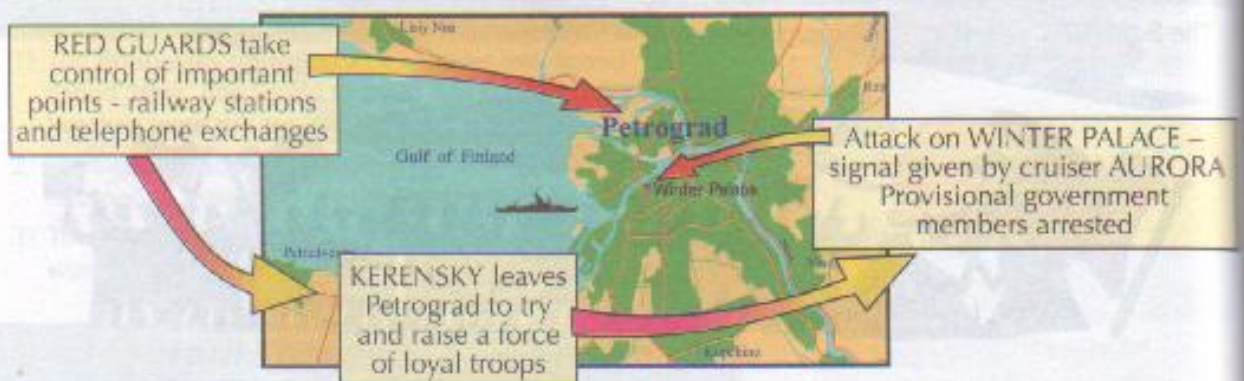 RED GUARDS take
control of important
points - railway stations
and telephone exchanges
Petrograd
Gulf of Finland
Winter Palace
Attack on WINTER PALACE –
signal given by cruiser AURORA
Provisional government
members arrested
KERENSKY leaves
Petrograd to try
and raise a force
of loyal troops